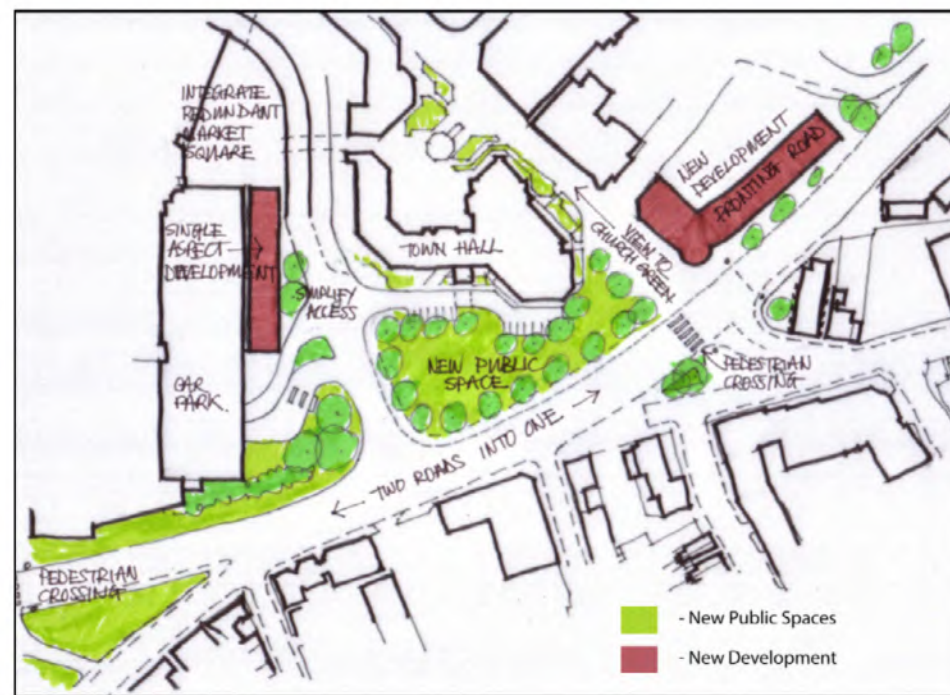 INTEGRATE
REDUNDANT
MARKET
SQUARE
SINGLE
ASPECT
DEVELOPMENT
SIMPLIFY
ACCESS
CAR
PARK.
TOWN HALL
NEW
DEVELOPMENT
FRONTING ROAD
VIEW TO
CHURCH GREEN
NEW PUBLIC
SPACE
PEDESTRIAN
CROSSING
TWO ROADS INTO ONE
PEDESTRIAN
CROSSING
- New Public Spaces
- New Development